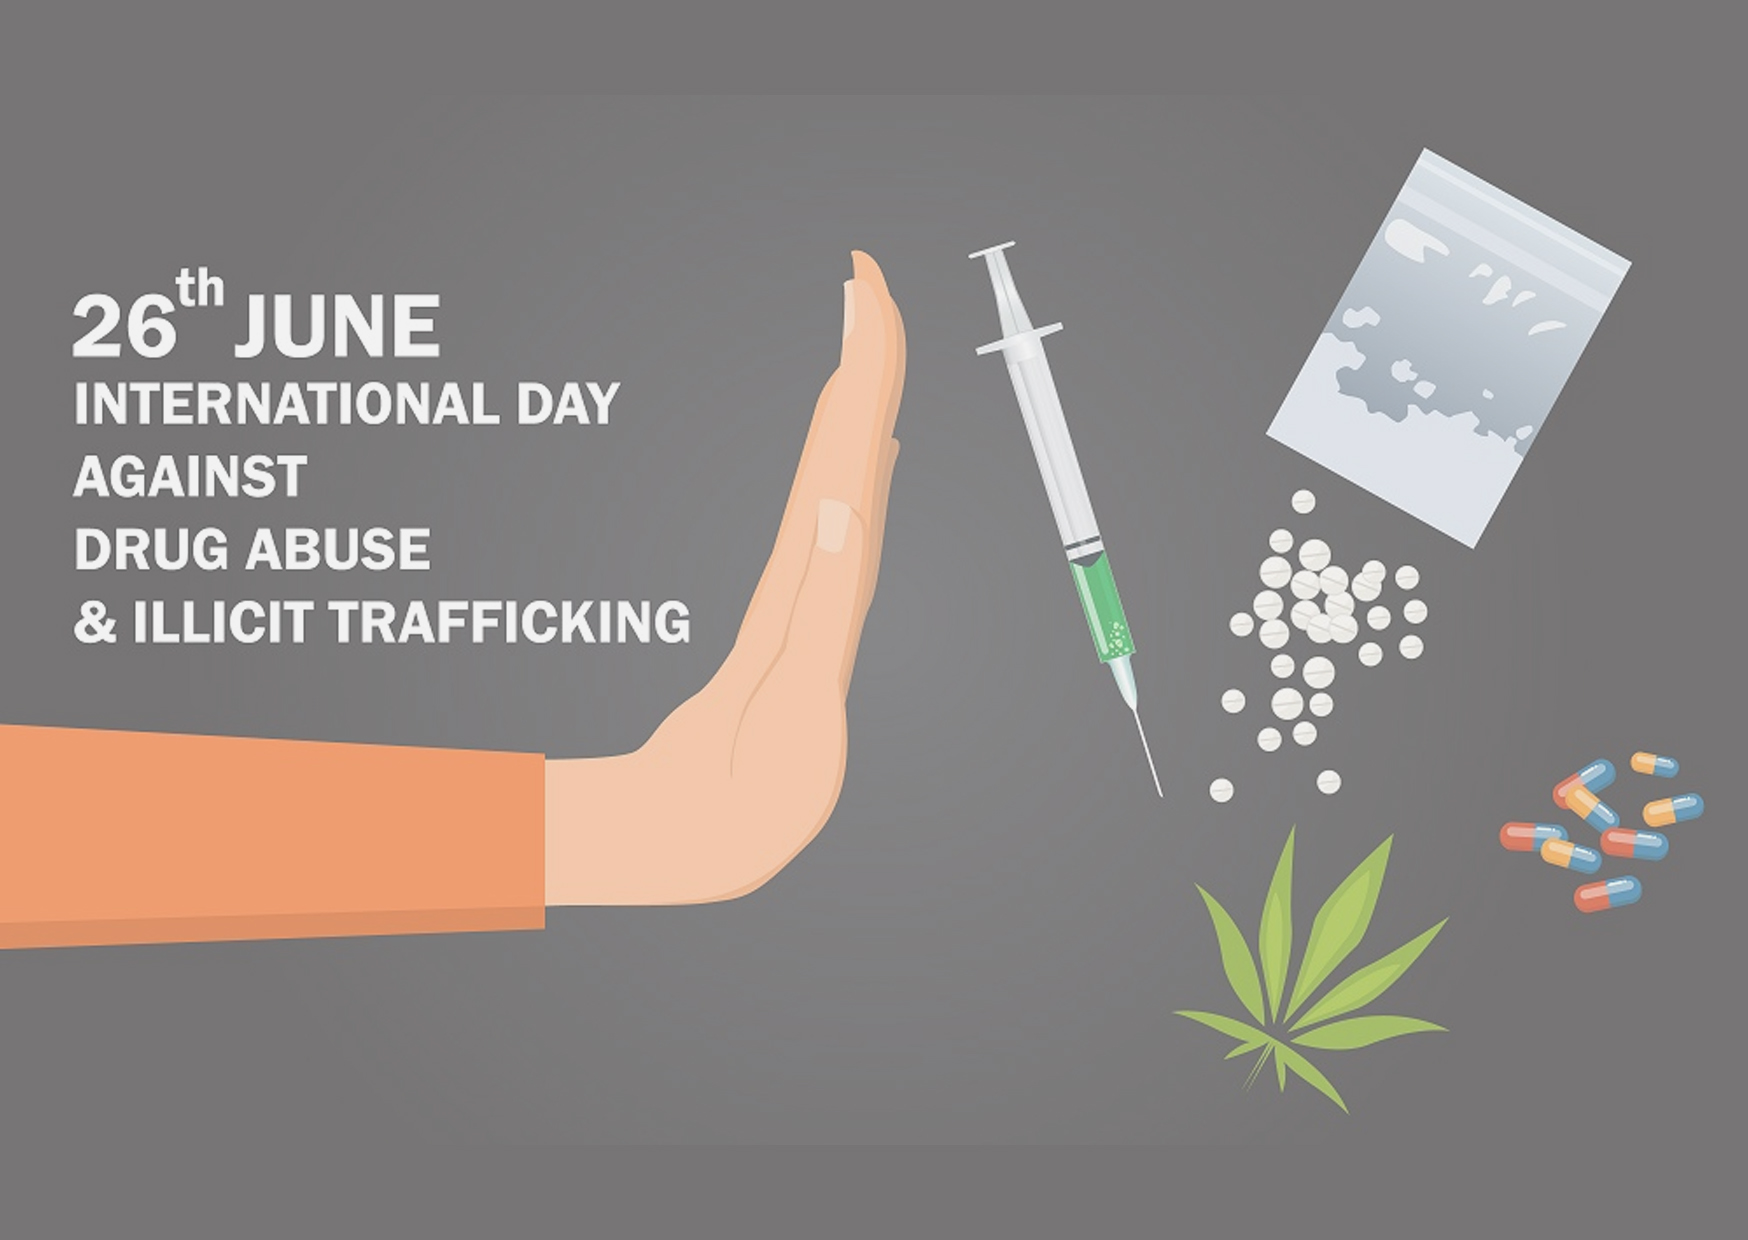 26th JUNE
INTERNATIONAL DAY
AGAINST
DRUG ABUSE
& ILLICIT TRAFFICKING